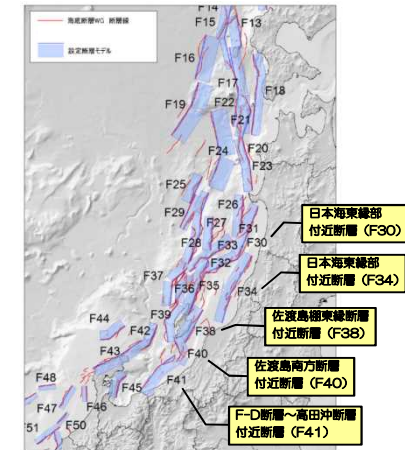 F14
F15
F13
海底断層WG 断層線
設定断層モデル
F16
F17
F18
F19
F22
F21
F20
F24
F23
F25
F26
F29
F27
F31
F28
F33
F30
F32
F37
F36
F35
F34
F39
F38
F44
F42
F40
F43
F41
F48
F45
F47
F46
F51
F50
日本海東縁部
付近断層（F30）
日本海東縁部
付近断層（F34）
佐渡島棚東縁断層
付近断層（F38）
佐渡島南方断層
付近断層（F40）
F-D断層～高田沖断層
付近断層（F41）